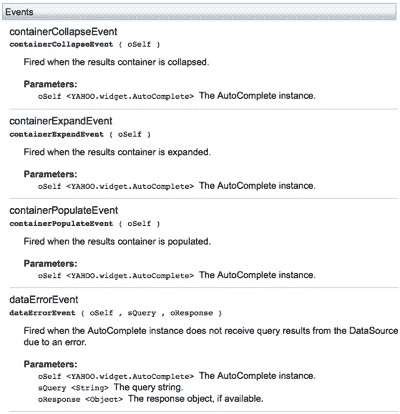 Events
containerCollapseEvent
containerCollapseEvent ( oSelf )
Fired when the results container is collapsed.
Parameters:
oSelf <YAHOO.widget.AutoComplete> The AutoComplete instance.
containerExpandEvent
containerExpandEvent ( oSelf )
Fired when the results container is expanded.
Parameters:
oSelf <YAHOO.widget.AutoComplete> The AutoComplete instance.
containerPopulateEvent
containerPopulateEvent ( oSelf )
Fired when the results container is populated.
Parameters:
oSelf <YAHOO.widget.AutoComplete> The AutoComplete instance.
dataErrorEvent
dataErrorEvent ( oSelf , sQuery , oResponse )
Fired when the AutoComplete instance does not receive query results from the DataSource
due to an error.
Parameters:
oSelf <YAHOO.widget.AutoComplete> The AutoComplete instance.
sQuery <String> The query string.
oResponse <Object> The response object, if available.